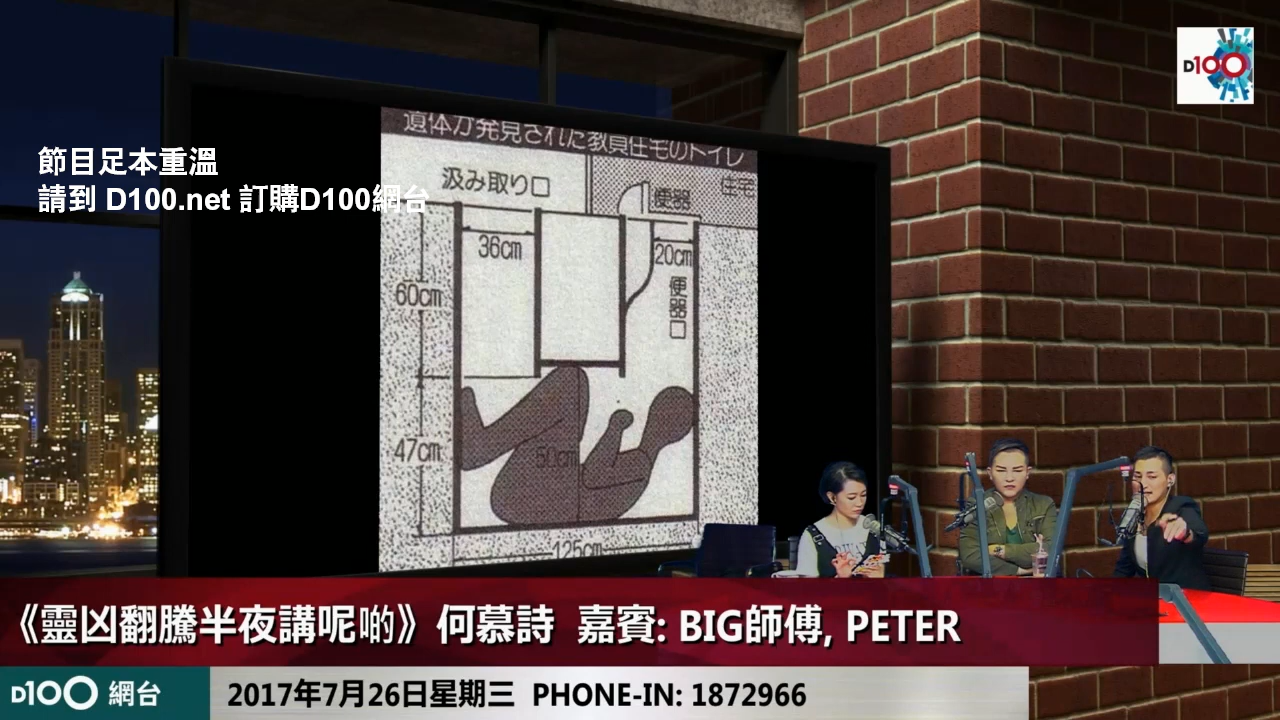 D100
節目足本重溫
請到 D100.net 訂購D100網台
遺体が発見された教員住宅のトイレ
汲み取り口
便器
住宅
36cm
20cm
60cm
便器口
47cm
50cm
125cm
《靈凶翻騰半夜講呢啲》何慕詩 嘉賓: BIG師傅, PETER
D100 網台
2017年7月26日星期三 PHONE-IN: 1872966